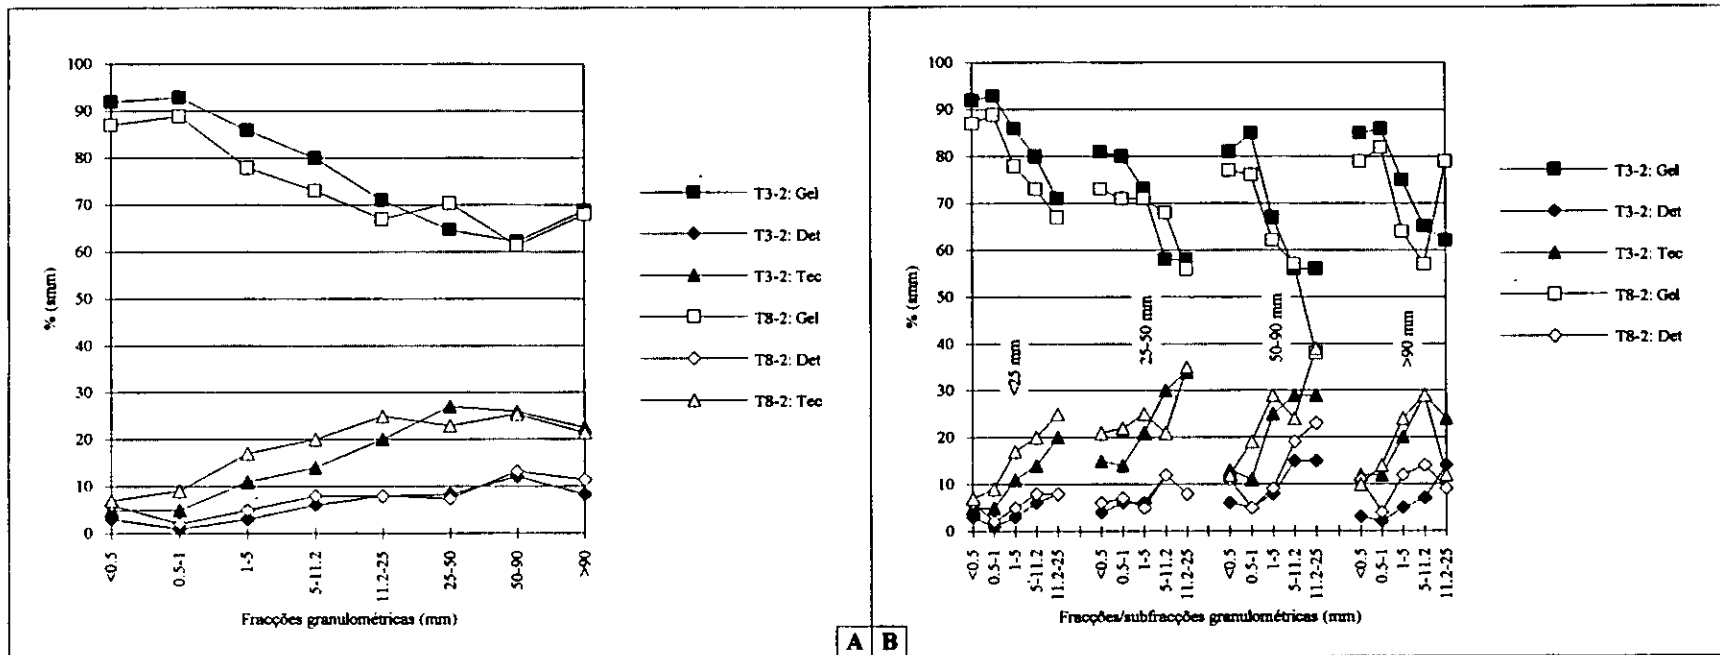 100
90
80
70
60
50
40
30
20
10
0
% (smm)
<0.5
0.5-1
1-5
5-11.2
11.2-25
25-50
50-90
>90
Fracções granulométricas (mm)
T3-2: Gel
T3-2: Det
T3-2: Tec
T8-2: Gel
T8-2: Det
T8-2: Tec
A
B
100
90
80
70
60
50
40
30
20
10
0
% (smm)
<25 mm
25-50 mm
50-90 mm
>90 mm
<0.5
0.5-1
1-5
5-11.2
11.2-25
<0.5
0.5-1
1-5
5-11.2
11.2-25
<0.5
0.5-1
1-5
5-11.2
11.2-25
<0.5
0.5-1
1-5
5-11.2
11.2-25
Fracções/subfracções granulométricas (mm)
T3-2: Gel
T3-2: Det
T3-2: Tec
T8-2: Gel
T8-2: Det